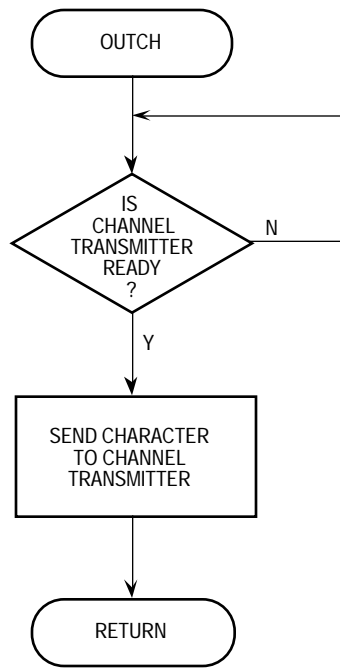 OUTCH
IS
CHANNEL
TRANSMITTER
READY
?
N
Y
SEND CHARACTER
TO CHANNEL
TRANSMITTER
RETURN